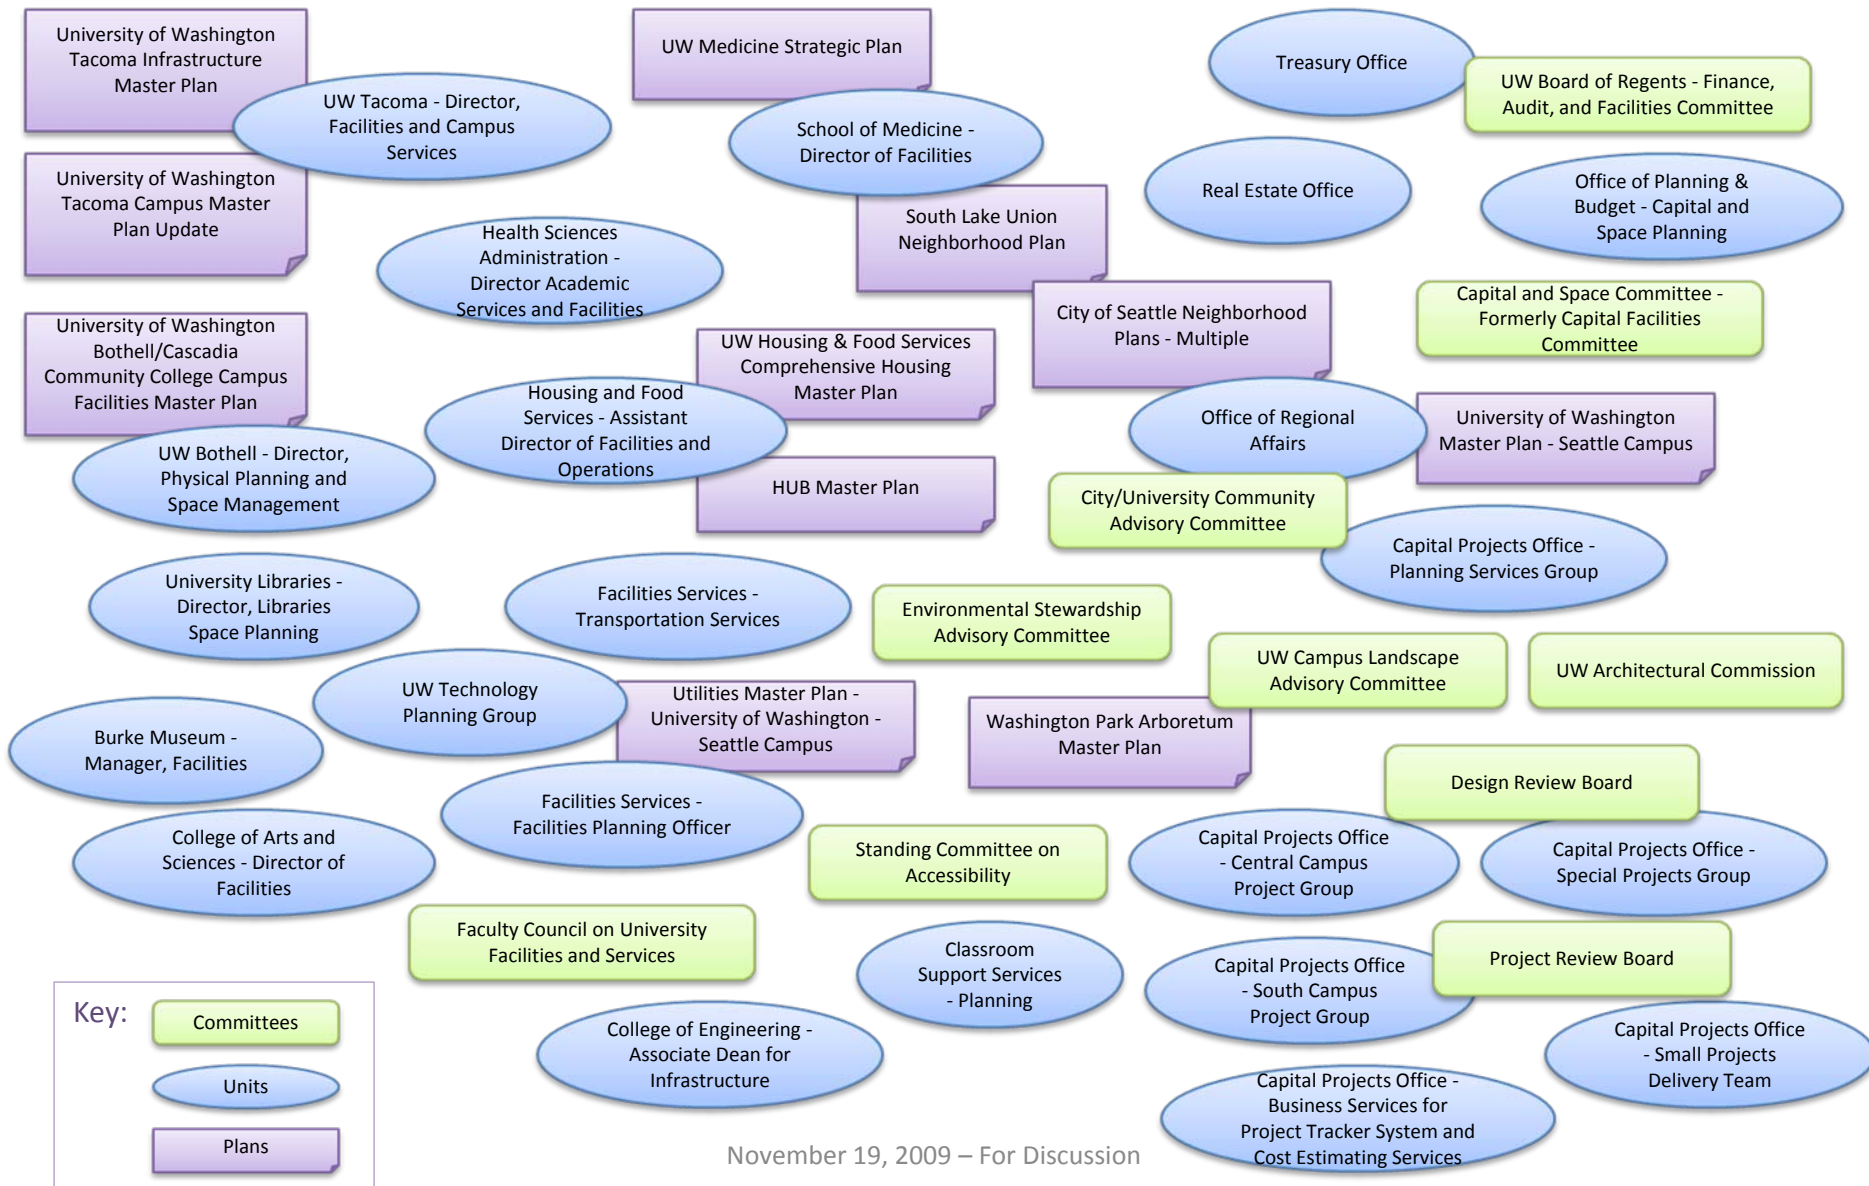 University of Washington
Tacoma Infrastructure
Master Plan
UW Tacoma - Director,
Facilities and Campus
Services
University of Washington
Tacoma Campus Master
Plan Update
UW Medicine Strategic Plan
School of Medicine -
Director of Facilities
South Lake Union
Neighborhood Plan
Treasury Office
UW Board of Regents - Finance,
Audit, and Facilities Committee
Real Estate Office
Office of Planning &
Budget - Capital and
Space Planning
Health Sciences
Administration -
Director Academic
Services and Facilities
City of Seattle Neighborhood
Plans - Multiple
Capital and Space Committee -
Formerly Capital Facilities
Committee
University of Washington
Bothell/Cascadia
Community College Campus
Facilities Master Plan
UW Bothell - Director,
Physical Planning and
Space Management
UW Housing & Food Services
Comprehensive Housing
Master Plan
Housing and Food
Services - Assistant
Director of Facilities and
Operations
HUB Master Plan
Office of Regional
Affairs
University of Washington
Master Plan - Seattle Campus
City/University Community
Advisory Committee
Capital Projects Office -
Planning Services Group
University Libraries -
Director, Libraries
Space Planning
Facilities Services -
Transportation Services
Environmental Stewardship
Advisory Committee
UW Campus Landscape
Advisory Committee
UW Architectural Commission
UW Technology
Planning Group
Utilities Master Plan -
University of Washington -
Seattle Campus
Washington Park Arboretum
Master Plan
Burke Museum -
Manager, Facilities
Facilities Services -
Facilities Planning Officer
Design Review Board
College of Arts and
Sciences - Director of
Facilities
Standing Committee on
Accessibility
Capital Projects Office
- Central Campus
Project Group
Capital Projects Office -
Special Projects Group
Faculty Council on University
Facilities and Services
Classroom
Support Services
- Planning
Capital Projects Office
- South Campus
Project Group
Project Review Board
College of Engineering -
Associate Dean for
Infrastructure
Capital Projects Office
- Small Projects
Delivery Team
Capital Projects Office -
Business Services for
Project Tracker System and
Cost Estimating Services
Key:
Committees
Units
Plans
November 19, 2009 – For Discussion